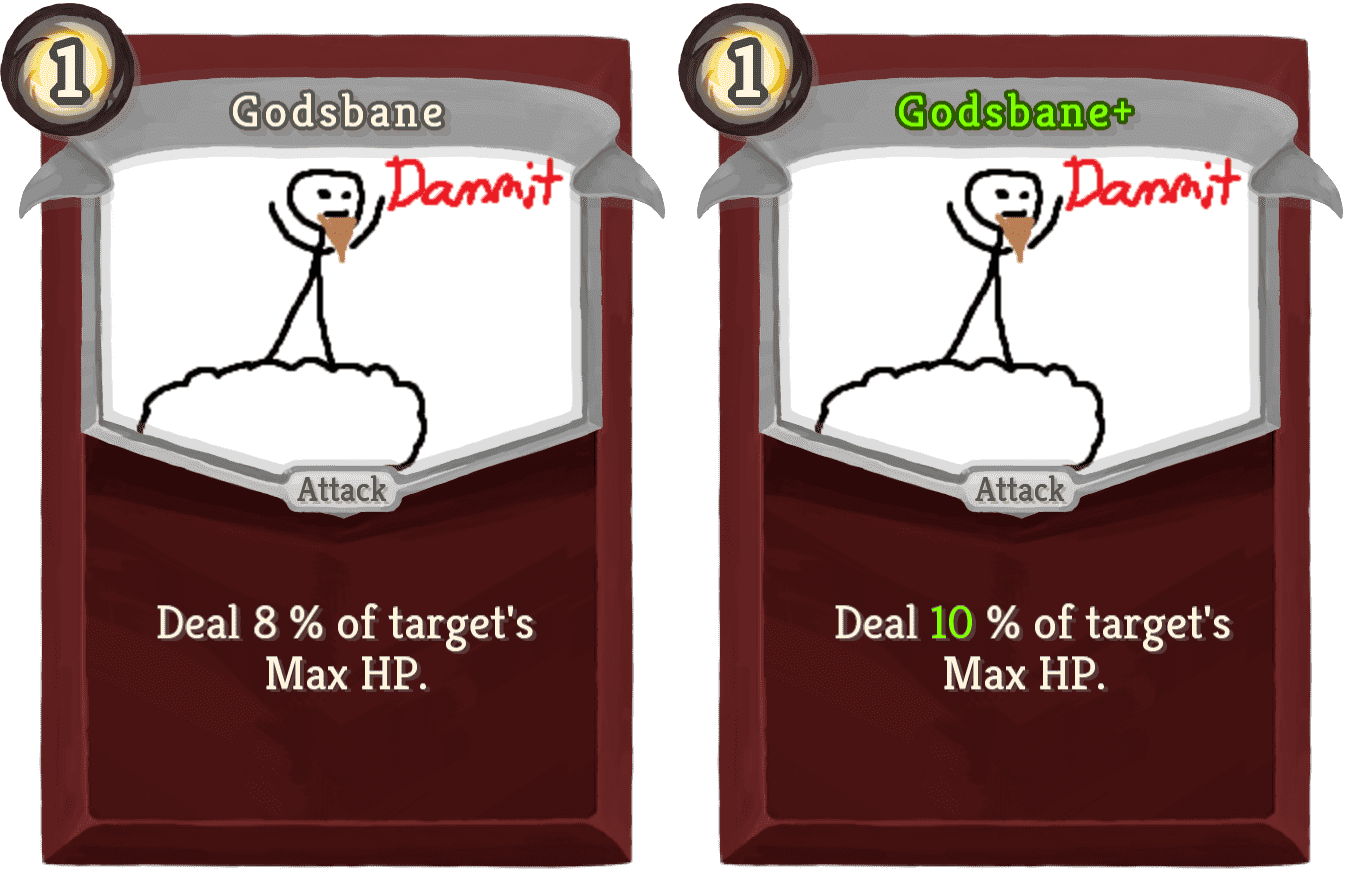 1
Godsbane
Dammit
Attack
Deal 8 % of target's
Max HP.
1
Godsbane+
Dammit
Attack
Deal 10 % of target's
Max HP.